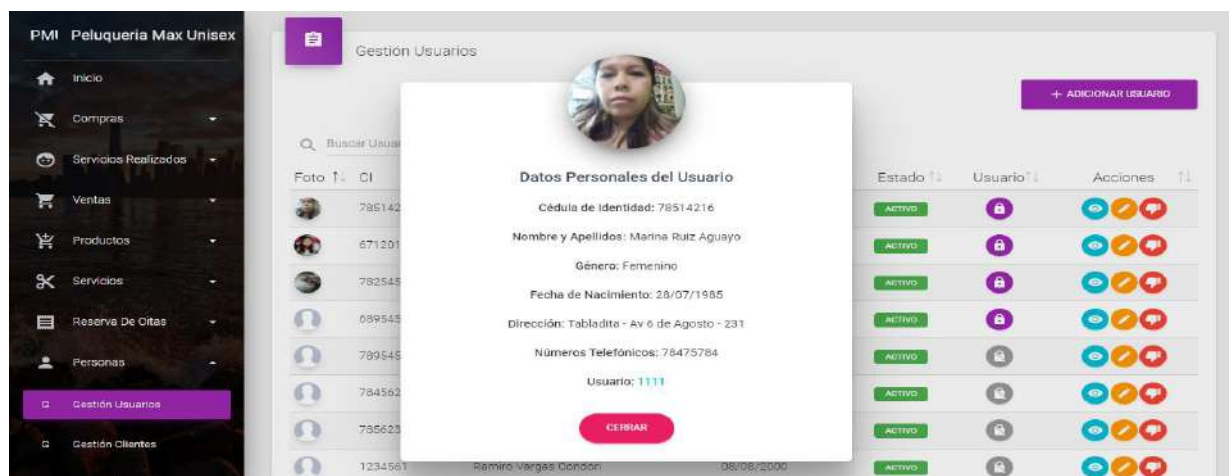 PMU Peluqueria Max Unisex
Inicio
Compras
Servicios Realizados
Ventas
Productos
Servicios
Reserva De Citas
Personas
G Gestión Usuarios
G Gestión Clientes
Gestión Usuarios
+ ADICIONAR USUARIO
Buscar Usuar
Foto CI Estado Usuario Acciones
785142 ACTIVO
671201 ACTIVO
782545 ACTIVO
689545 ACTIVO
789545 ACTIVO
784562 ACTIVO
785623 ACTIVO
1234561 Ramiro Vargas Condori 08/08/2000 ACTIVO
Datos Personales del Usuario
Cédula de Identidad: 78514216
Nombre y Apellidos: Marina Ruiz Aguayo
Género: Femenino
Fecha de Nacimiento: 28/07/1985
Dirección: Tabladita - Av 6 de Agosto - 231
Números Telefónicos: 78475784
Usuario: 1111
CERRAR